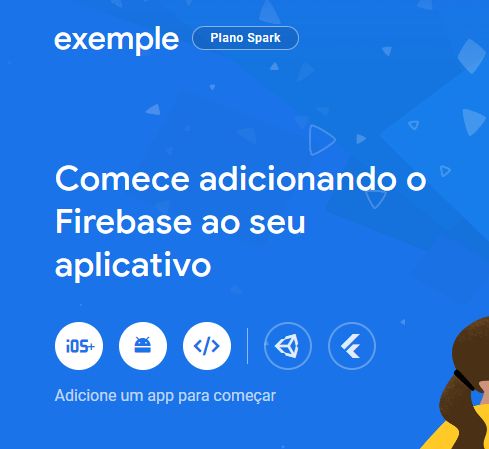 exemple
Plano Spark
Comece adicionando o
Firebase ao seu
aplicativo
iOS+
Adicione um app para começar